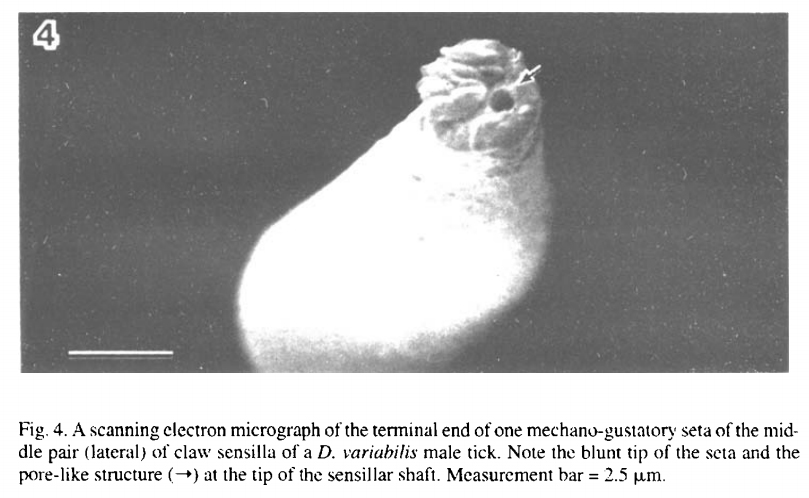 4
Fig. 4. A scanning electron micrograph of the terminal end of one mechano-gustatory seta of the mid-
dle pair (lateral) of claw sensilla of a D. variabilis male tick. Note the blunt tip of the seta and the
pore-like structure (→) at the tip of the sensillar shaft. Measurement bar = 2.5 μm.